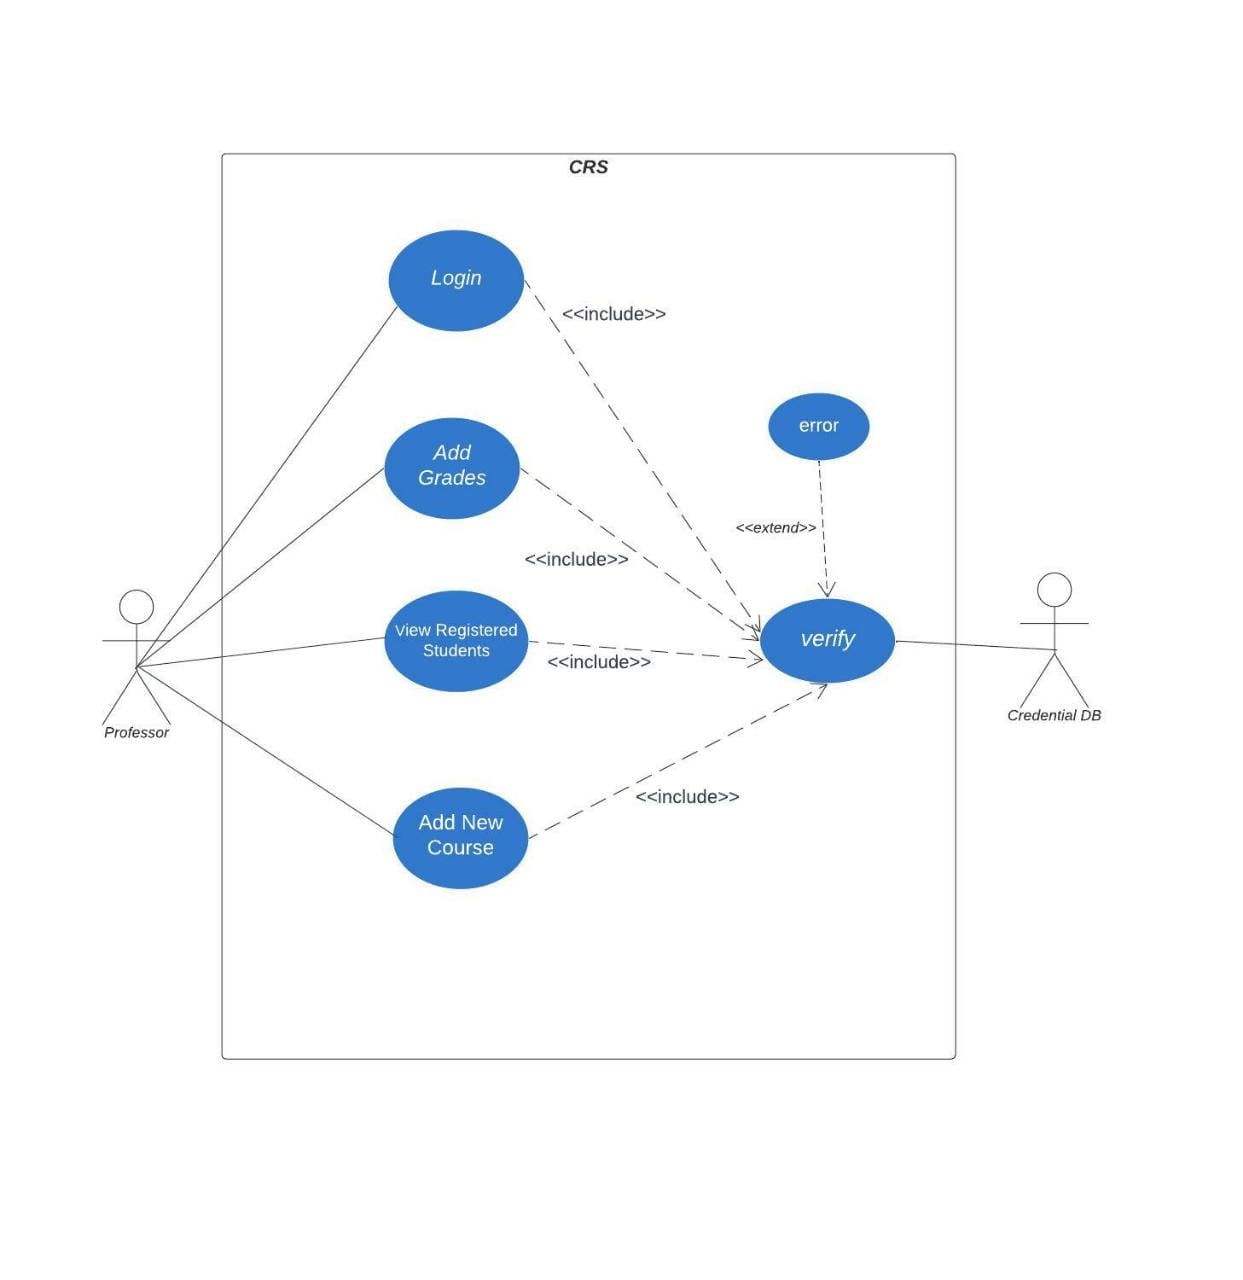 CRS
Login
<<include>>
error
Add
Grades
<<extend>>
<<include>>
View Registered
Students
<<include>>
verify
Professor
Credential DB
<<include>>
Add New
Course